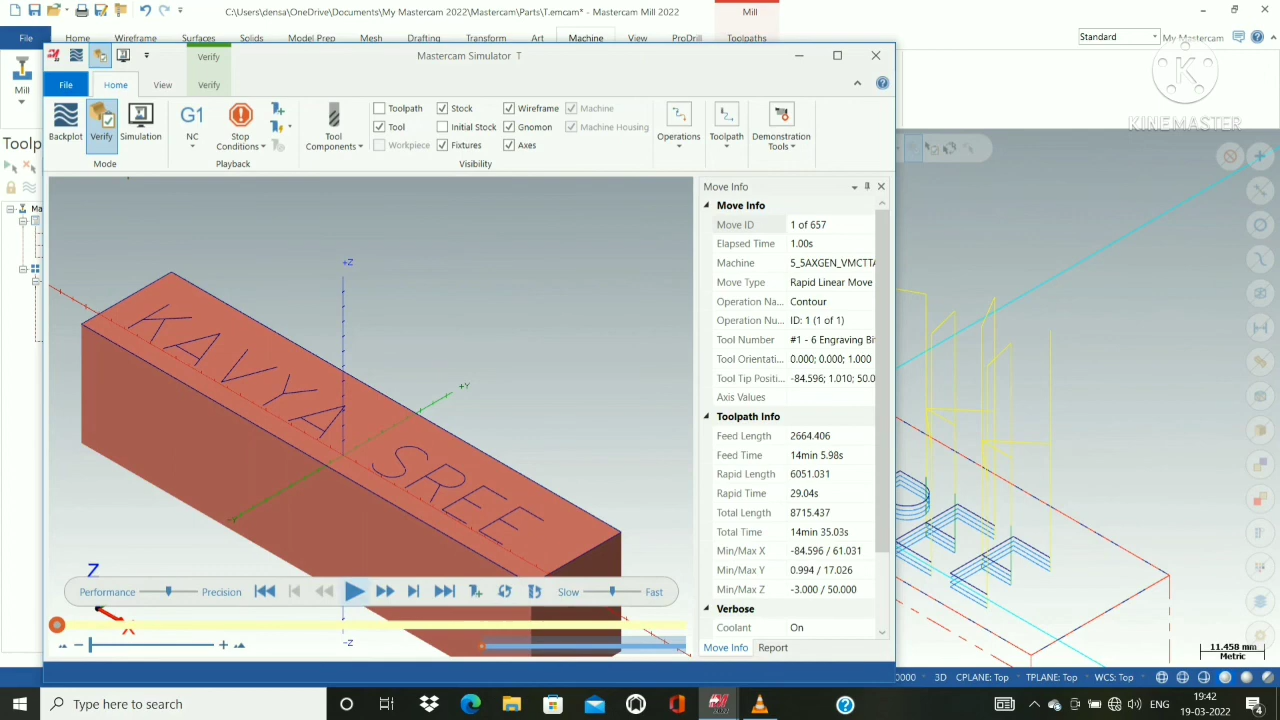 C:\Users\densa\OneDrive\Documents\My Mastercam 2022\Mastercam\Parts\T.emcam* - Mastercam Mill 2022
Mill
File Home Wireframe Surfaces Solids Model Prep Mesh Drafting Transform Art Machine View ProDrill Toolpaths
Standard My Mastercam
Mill
Toolp
Ma
Verify
Mastercam Simulator T
File Home View Verify
Backplot Verify Simulation
Mode
G1
NC
Stop Conditions
Playback
Tool Components
Toolpath Stock Wireframe Machine
Tool Initial Stock Gnomon Machine Housing
Workpiece Fixtures Axes
Visibility
Operations
Toolpath
Demonstration Tools
K
KINEMASTER
Move Info
Move Info
Move ID 1 of 657
Elapsed Time 1.00s
Machine 5_5AXGEN_VMCTTA
Move Type Rapid Linear Move
Operation Na... Contour
Operation Nu... ID: 1 (1 of 1)
Tool Number #1 - 6 Engraving Bi
Tool Orientati... 0.000; 0.000; 1.000
Tool Tip Positi... -84.596; 1.010; 50.0
Axis Values
Toolpath Info
Feed Length 2664.406
Feed Time 14min 5.98s
Rapid Length 6051.031
Rapid Time 29.04s
Total Length 8715.437
Total Time 14min 35.03s
Min/Max X -84.596 / 61.031
Min/Max Y 0.994 / 17.026
Min/Max Z -3.000 / 50.000
Verbose
Coolant On
Move Info Report
+Z
+Y
KAVYA SREE
Z
X
-Z
Performance Precision Slow Fast
11.458 mm
Metric
0000 3D CPLANE: Top TPLANE: Top WCS: Top
Type here to search
ENG
19:42
19-03-2022
4